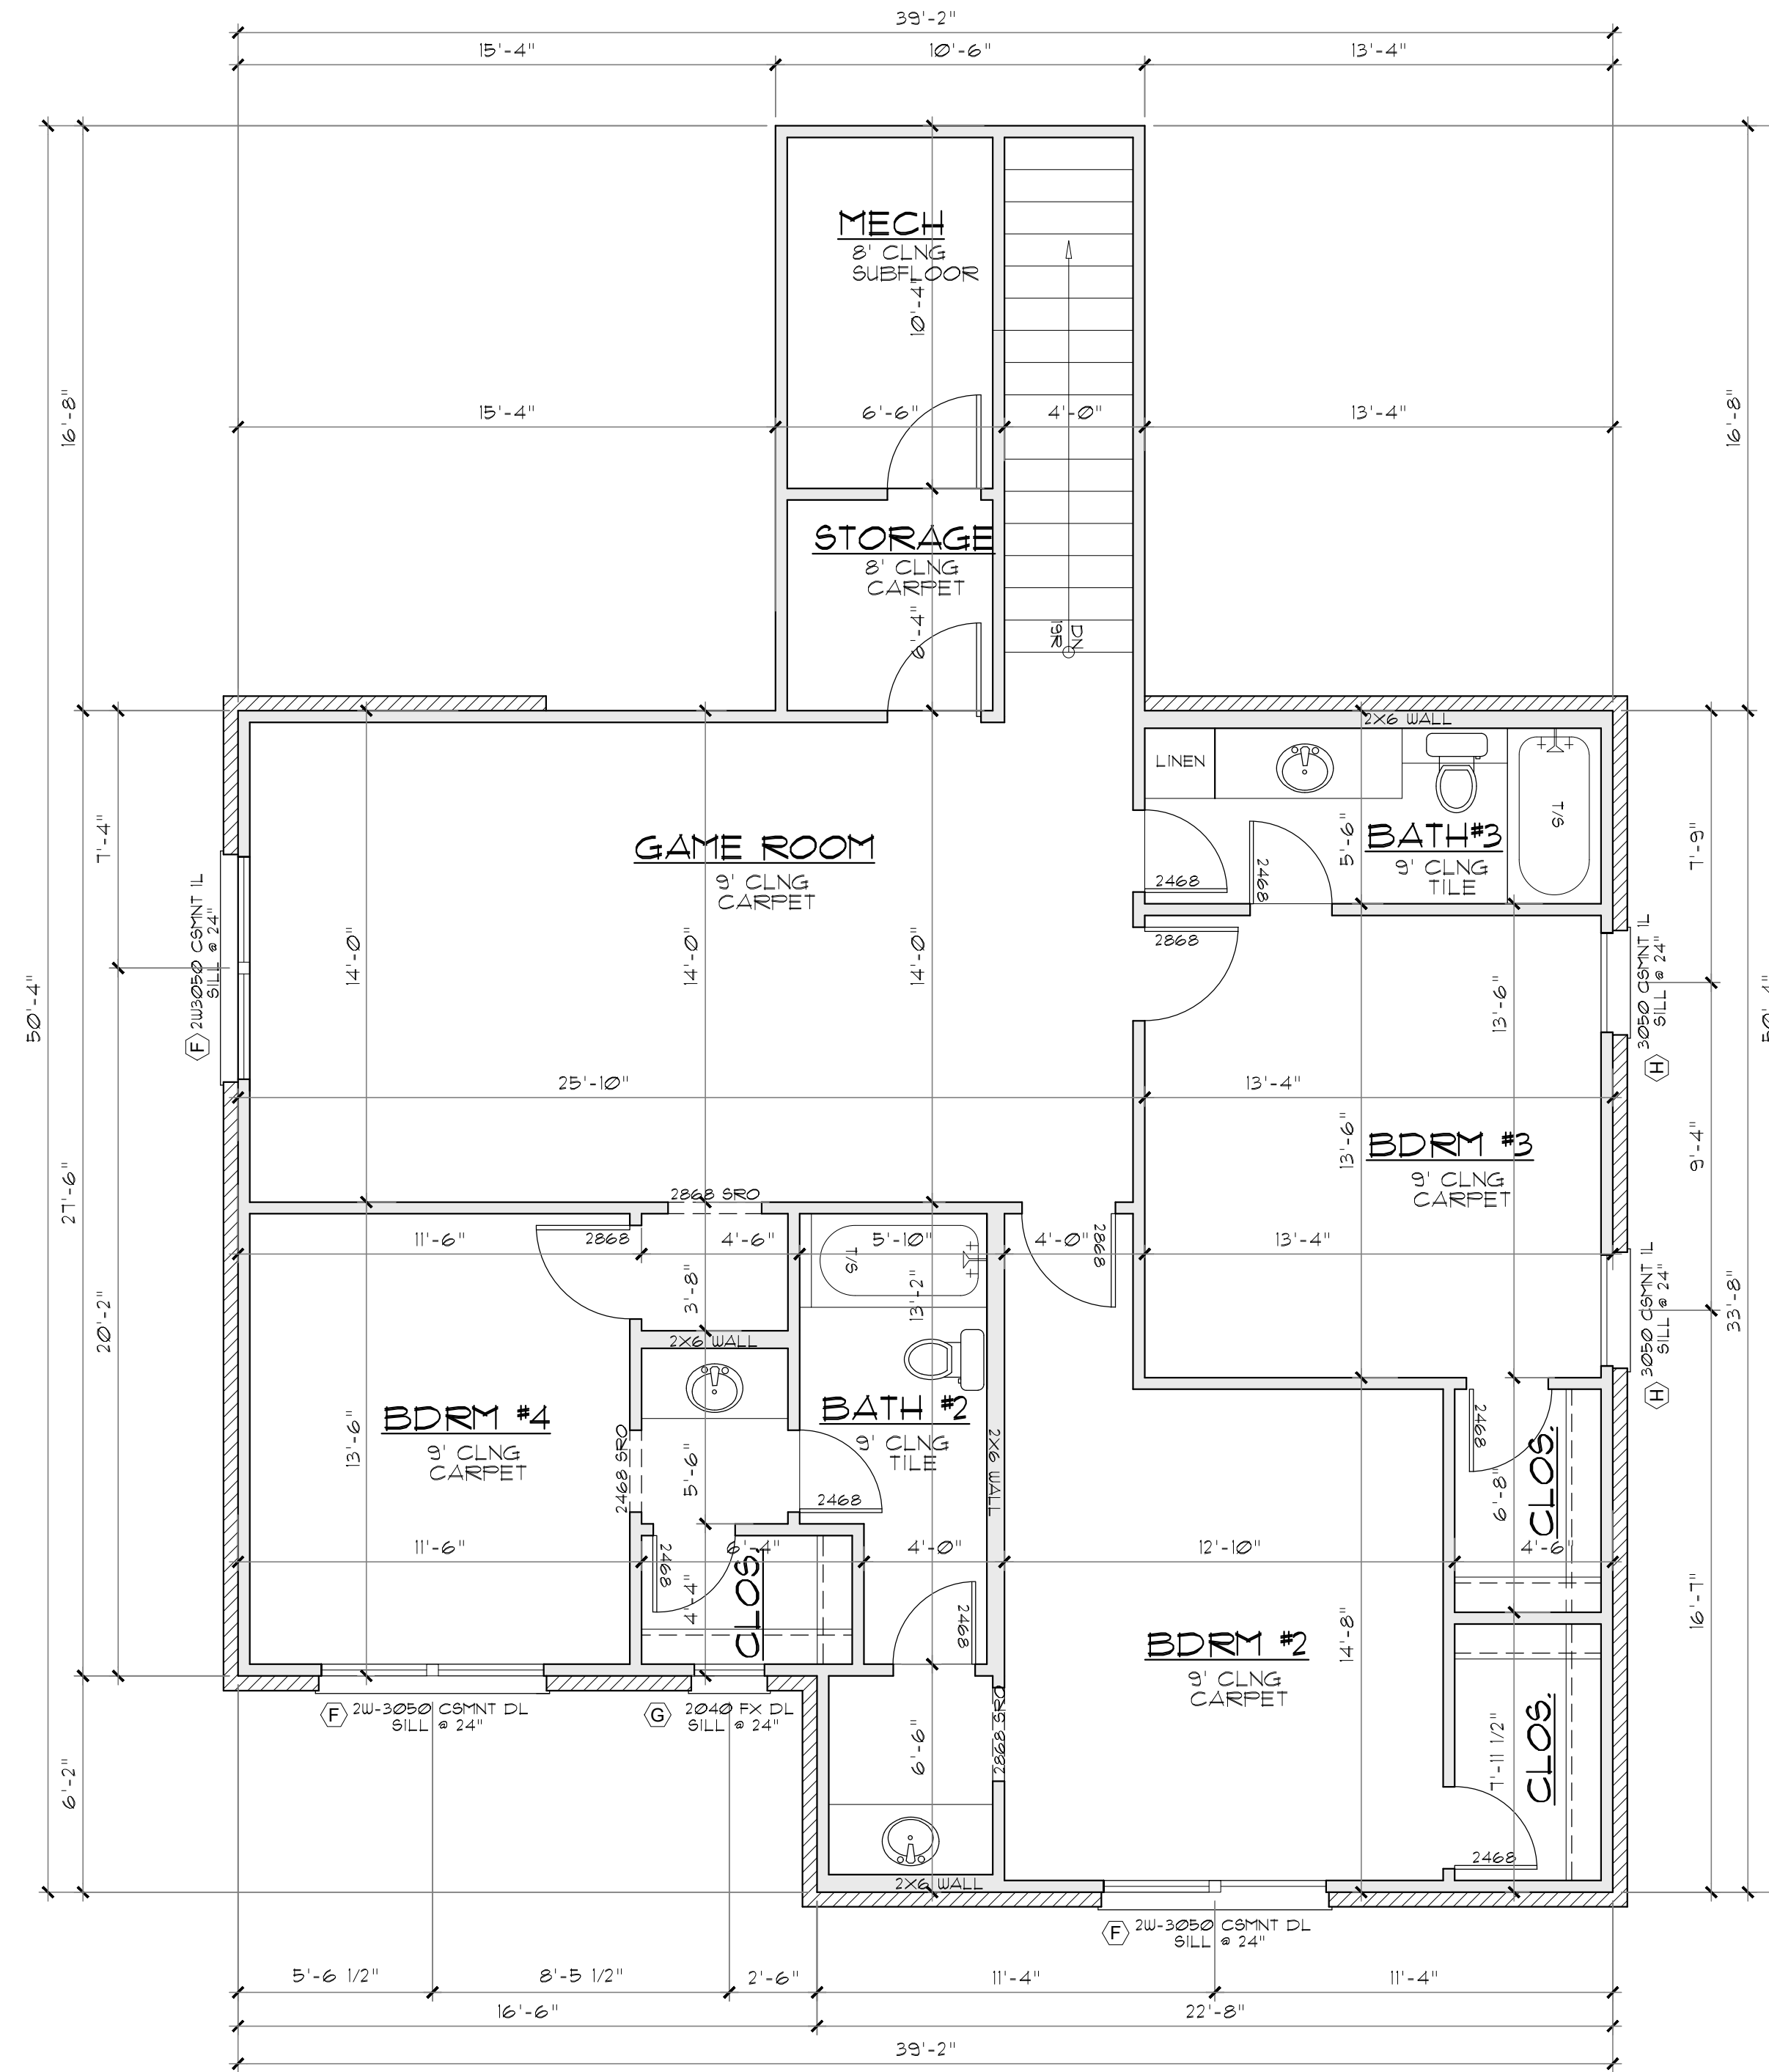 39'-2"
15'-4"
10'-6"
13'-4"
MECH
8' CLNG
SUBFLOOR
10'-4"
16'-8"
16'-8"
15'-4"
6'-6"
4'-0"
13'-4"
STORAGE
8' CLNG
CARPET
6'-4"
DN
19R
2X6 WALL
LINEN
T/S
7'-4"
GAME ROOM
9' CLNG
CARPET
5'-6"
BATH#3
9' CLNG
TILE
7'-9"
2468
2468
2868
F
2W3050 CSMNT IL
SILL @ 24"
14'-0"
14'-0"
14'-0"
13'-6"
3050 CSMNT IL
SILL @ 24"
H
50'-4"
50'-4"
25'-10"
13'-4"
13'-6"
BDRM #3
9' CLNG
CARPET
9'-4"
27'-6"
2868 SRO
11'-6"
2868
4'-6"
5'-10"
4'-0"
2868
13'-4"
T/S
20'-2"
3'-8"
13'-2"
33'-8"
3050 CSMNT IL
SILL @ 24"
H
2X6 WALL
BDRM #4
9' CLNG
CARPET
13'-6"
2468 SRO
5'-6"
BATH #2
9' CLNG
TILE
2X6 WALL
2468
2468
6'-8"
CLOS.
11'-6"
2468
6'-4"
4'-0"
12'-10"
4'-6"
4'-4"
CLOS.
2468
16'-7"
BDRM #2
9' CLNG
CARPET
14'-8"
F
2W-3050 CSMNT DL
SILL @ 24"
G
2040 FX DL
SILL @ 24"
6'-2"
6'-6"
2868 SRO
7'-11 1/2"
CLOS.
2468
2X6 WALL
F
2W-3050 CSMNT DL
SILL @ 24"
5'-6 1/2"
8'-5 1/2"
2'-6"
11'-4"
11'-4"
16'-6"
22'-8"
39'-2"